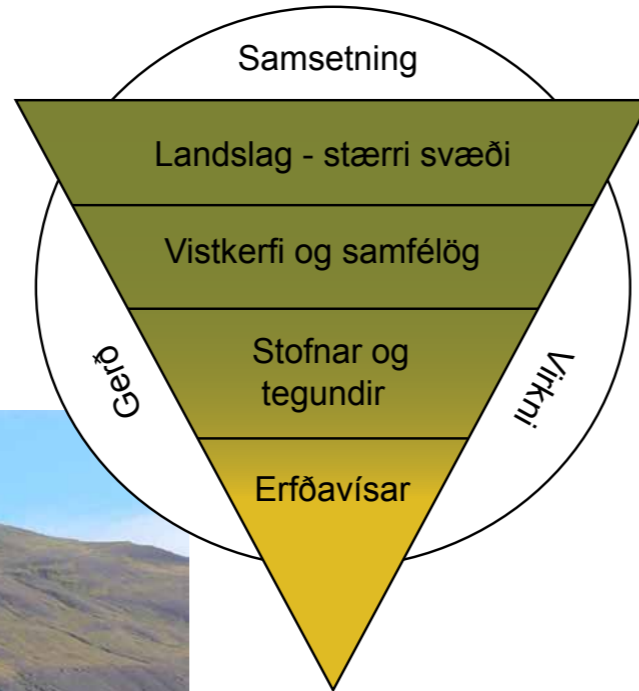 Samsetning
Landslag - stærri svæði
Vistkerfi og samfélög
Stofnar og
tegundir
Gerð
Virkni
Erfðavísar